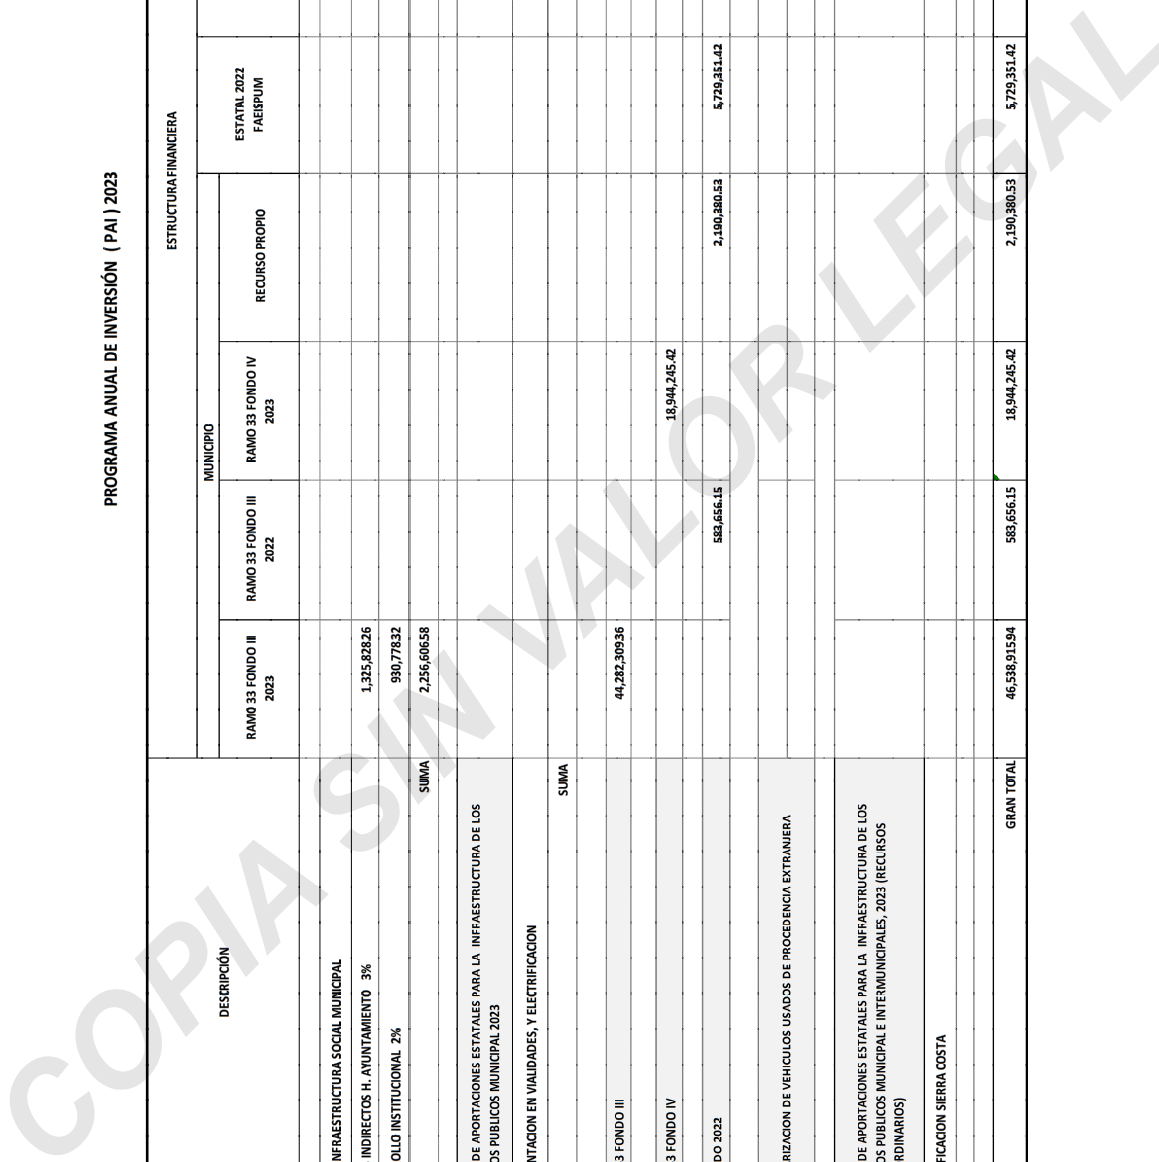 PROGRAMA ANUAL DE INVERSIÓN ( PAI ) 2023
ESTRUCTURA FINANCIERA
DESCRIPCIÓN
MUNICIPIO
ESTATAL 2022
FAEISPUM
RAMO 33 FONDO III
2023
RAMO 33 FONDO III
2022
RAMO 33 FONDO IV
2023
RECURSO PROPIO
NFRAESTRUCTURA SOCIAL MUNICIPAL
INDIRECTOS H. AYUNTAMIENTO 3% 1,325,82826
OLLO INSTITUCIONAL 2% 930,77832
SUMA 2,256,60658
DE APORTACIONES ESTATALES PARA LA INFRAESTRUCTURA DE LOS
OS PUBLICOS MUNICIPAL 2023
NTACION EN VIALIDADES, Y ELECTRIFICACION
SUMA
3 FONDO III 44,282,30936
3 FONDO IV 18,944,245.42
DO 2022 583,656.15 2,190,380.53 5,729,351.42
RIZACION DE VEHICULOS USADOS DE PROCEDENCIA EXTRANJERA
DE APORTACIONES ESTATALES PARA LA INFRAESTRUCTURA DE LOS
OS PUBLICOS MUNICIPAL E INTERMUNICIPALES, 2023 (RECURSOS
RDINARIOS)
FICACION SIERRA COSTA
GRAN TOTAL 46,538,91594 583,656.15 18,944,245.42 2,190,380.53 5,729,351.42
COPIA SIN VALOR LEGAL